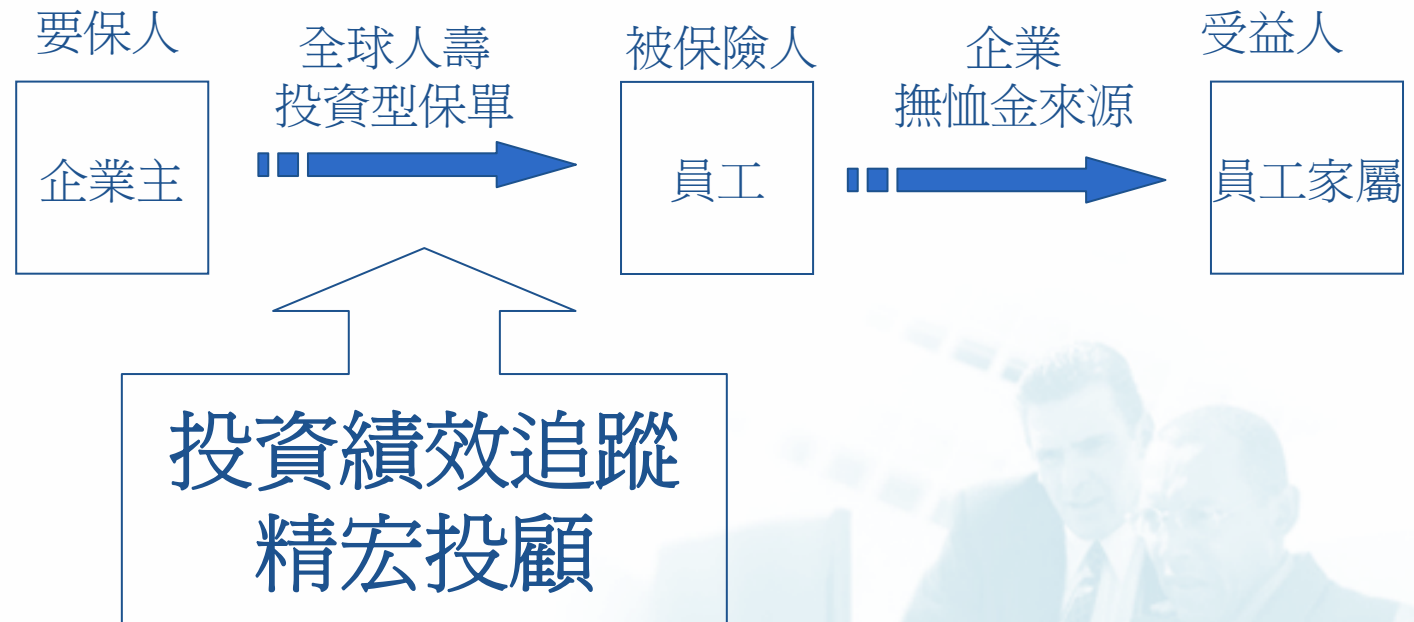 要保人
全球人壽
投資型保單
被保險人
企業
撫恤金來源
受益人
企業主
員工
員工家屬
投資績效追蹤
精宏投顧